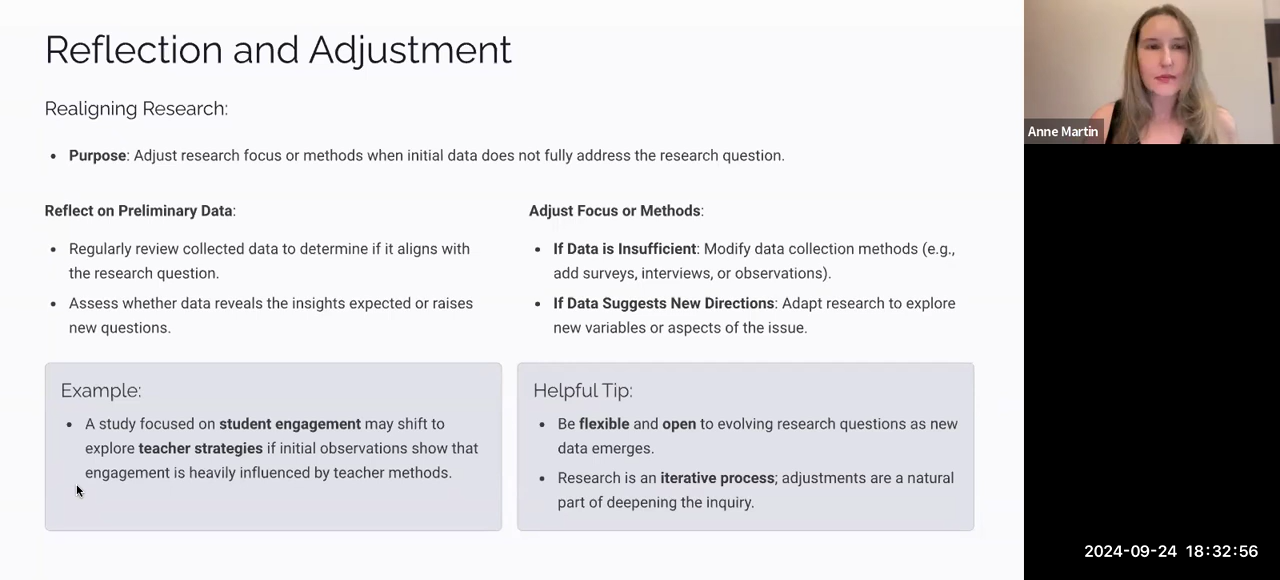 Reflection and Adjustment
Realigning Research:
• Purpose: Adjust research focus or methods when initial data does not fully address the research question.
Reflect on Preliminary Data:
• Regularly review collected data to determine if it aligns with
the research question.
• Assess whether data reveals the insights expected or raises
new questions.
Adjust Focus or Methods:
• If Data is Insufficient: Modify data collection methods (e.g.,
add surveys, interviews, or observations).
• If Data Suggests New Directions: Adapt research to explore
new variables or aspects of the issue.
Example:
• A study focused on student engagement may shift to
explore teacher strategies if initial observations show that
engagement is heavily influenced by teacher methods.
Helpful Tip:
• Be flexible and open to evolving research questions as new
data emerges.
• Research is an iterative process; adjustments are a natural
part of deepening the inquiry.
Anne Martin
2024-09-24 18:32:56